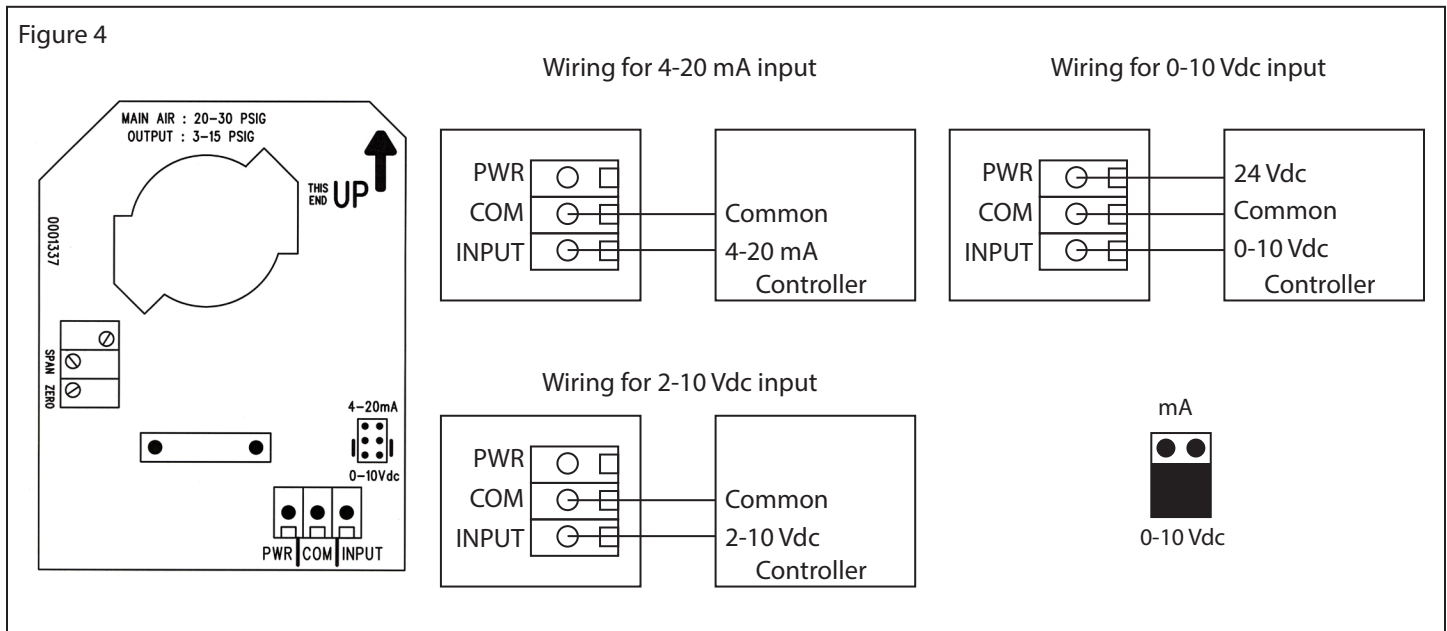 Figure 4
MAIN AIR : 20-30 PSIG
OUTPUT : 3-15 PSIG
THIS END UP
0001337
SPAN ZERO
4-20mA
0-10Vdc
PWR COM INPUT
Wiring for 4-20 mA input
PWR
COM Common
INPUT 4-20 mA
Controller
Wiring for 0-10 Vdc input
PWR 24 Vdc
COM Common
INPUT 0-10 Vdc
Controller
Wiring for 2-10 Vdc input
PWR
COM Common
INPUT 2-10 Vdc
Controller
mA
0-10 Vdc